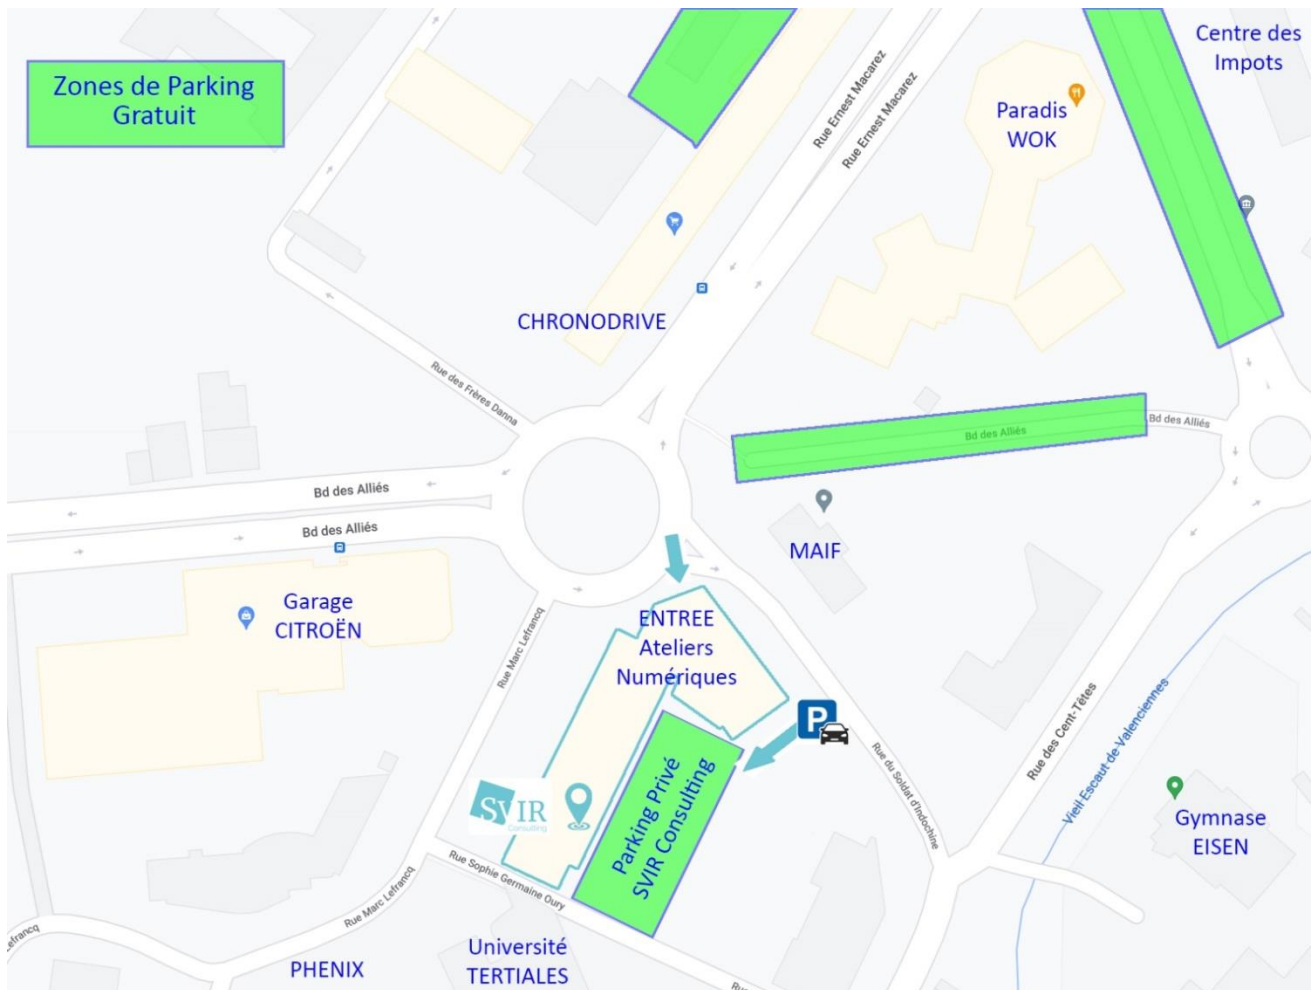 Zones de Parking
Gratuit
Centre des
Impots
Rue Ernest Macarez
Rue Ernest Macarez
Paradis
WOK
CHRONODRIVE
Rue des Frères Danna
Bd des Alliés
Bd des Alliés
Bd des Alliés
Bd des Alliés
MAIF
Garage
CITROËN
ENTREE
Ateliers
Numériques
Rue Marc Lefrancq
P
Rue du Soldat d'Indochine
Rue des Cent-Têtes
Vieil Escaut de Valenciennes
Parking Privé
SVIR Consulting
SVIR
Consulting
Gymnase
EISEN
Rue Sophie Germaine Oury
Rue Marc Lefrancq
Lefrancq
Université
TERTIALES
PHENIX